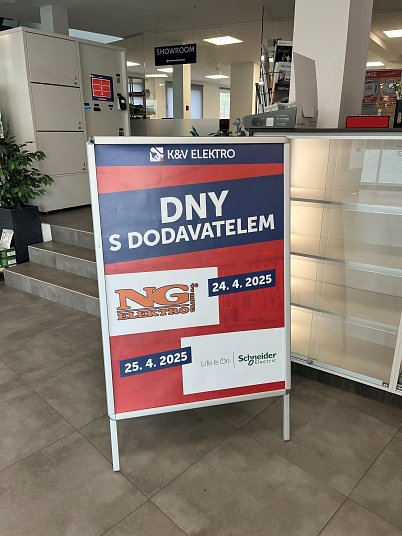 SHOWROOM
K&V ELEKTRO
DNY
S DODAVATELEM
NG
ELEKTRO
24. 4. 2025
25. 4. 2025
Life Is On
Schneider
Electric